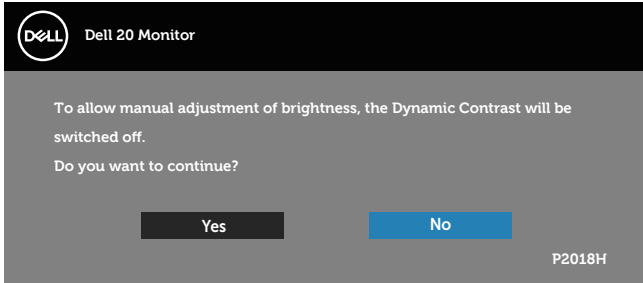 DELL
Dell 20 Monitor
To allow manual adjustment of brightness, the Dynamic Contrast will be
switched off.
Do you want to continue?
Yes
No
P2018H